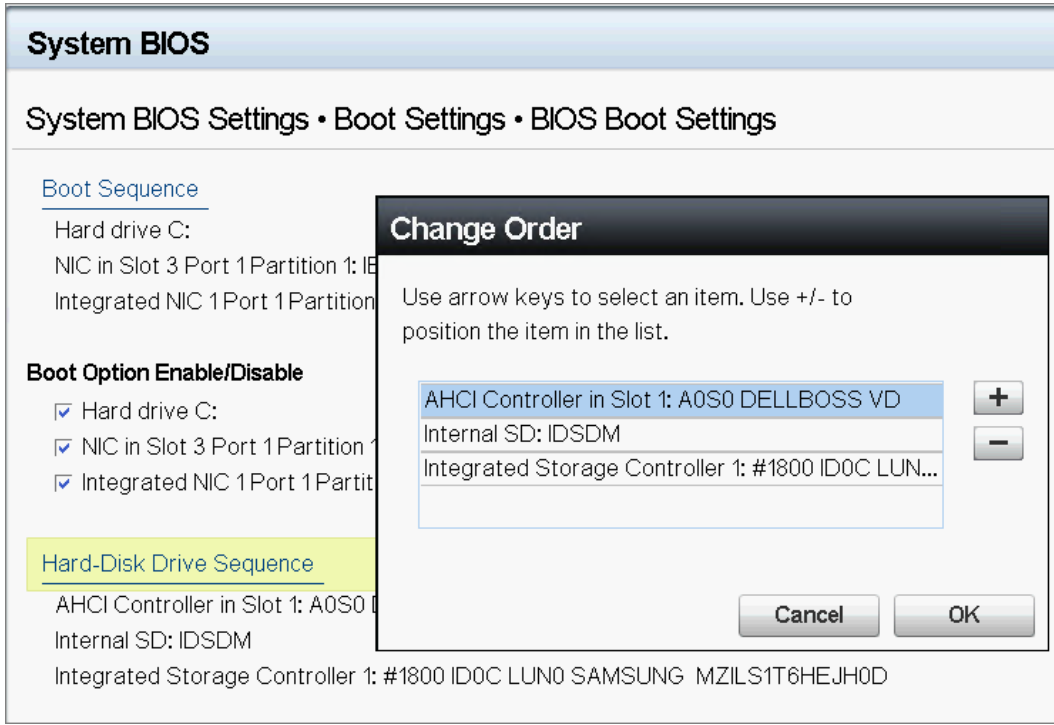 System BIOS
System BIOS Settings • Boot Settings • BIOS Boot Settings
Boot Sequence
Hard drive C:
NIC in Slot 3 Port 1 Partition 1:
Integrated NIC 1 Port 1 Partition
Boot Option Enable/Disable
Hard drive C:
NIC in Slot 3 Port 1 Partition
Integrated NIC 1 Port 1
Hard-Disk Drive Sequence
AHCI Controller in Slot 1: A0S0
Internal SD: IDSDM
Integrated Storage Controller 1: #1800 ID0C LUN0 SAMSUNG MZILS1T6HEJH0D
Change Order
Use arrow keys to select an item. Use +/- to
position the item in the list.
AHCI Controller in Slot 1: A0S0 DELLBOSS VD
Internal SD: IDSDM
Integrated Storage Controller 1: #1800 ID0C LUN...
+
−
Cancel
OK